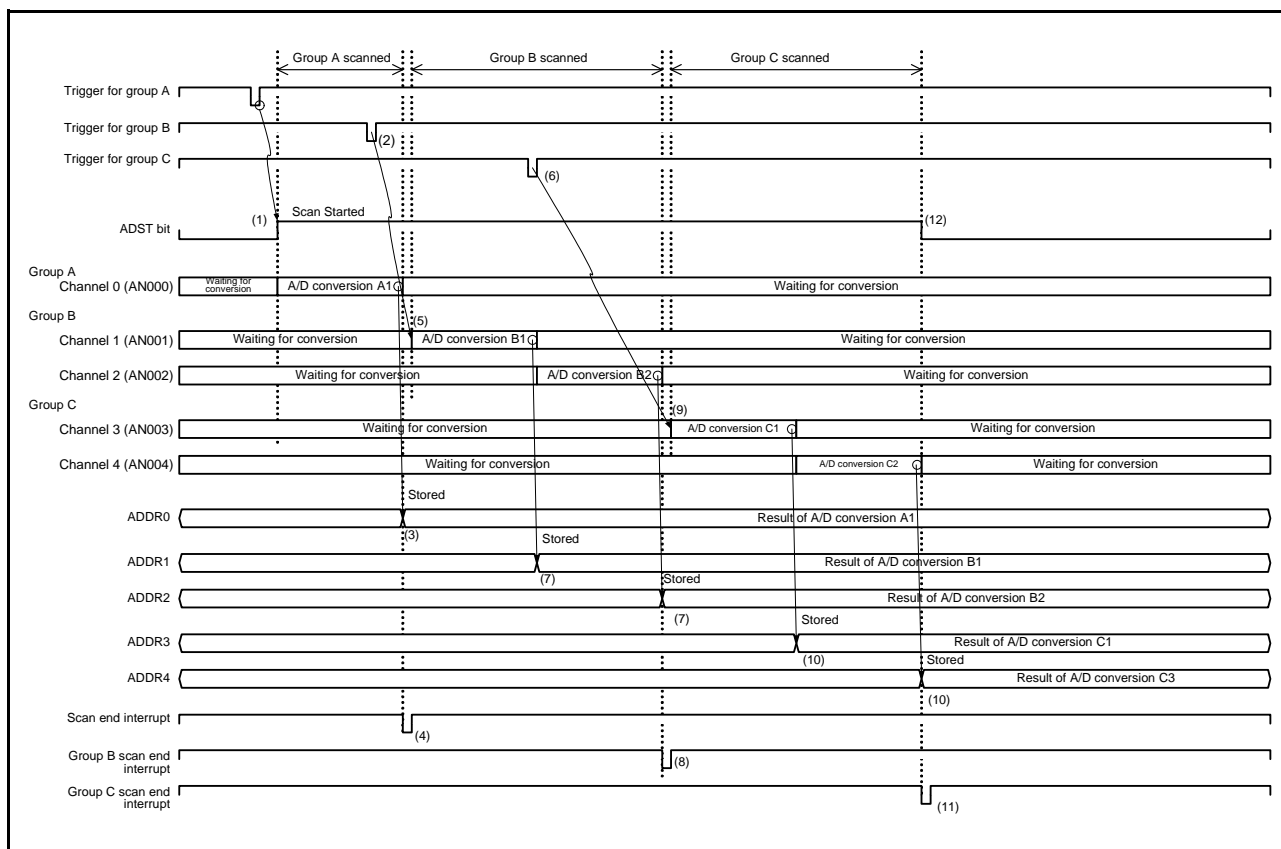 Group A scanned
Group B scanned
Group C scanned
Trigger for group A
Trigger for group B
(2)
Trigger for group C
(6)
(1)
Scan Started
(12)
ADST bit
Group A
Channel 0 (AN000)
Waiting for
conversion
A/D conversion A1
Waiting for conversion
Group B
(5)
Channel 1 (AN001)
Waiting for conversion
A/D conversion B1
Waiting for conversion
Channel 2 (AN002)
Waiting for conversion
A/D conversion B2
Waiting for conversion
Group C
(9)
Channel 3 (AN003)
Waiting for conversion
A/D conversion C1
Waiting for conversion
Channel 4 (AN004)
Waiting for conversion
A/D conversion C2
Waiting for conversion
Stored
ADDR0
Result of A/D conversion A1
(3)
Stored
ADDR1
Result of A/D conversion B1
(7)
Stored
ADDR2
Result of A/D conversion B2
(7)
Stored
ADDR3
Result of A/D conversion C1
(10)
Stored
ADDR4
Result of A/D conversion C3
(10)
Scan end interrupt
(4)
Group B scan end
interrupt
(8)
Group C scan end
interrupt
(11)